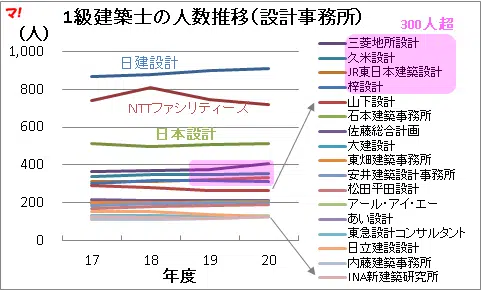 マ!
1級建築士の人数推移(設計事務所)
(人)
300人超
1,000
800
600
400
200
0
日建設計
NTTファシリティーズ
日本設計
17
18
19
20
年度
三菱地所設計
久米設計
JR東日本建築設計
梓設計
山下設計
石本建築事務所
佐藤総合計画
大建設計
東畑建築事務所
安井建築設計事務所
松田平田設計
アール・アイ・エー
あい設計
東急設計コンサルタント
日立建設設計
内藤建築事務所
INA新建築研究所